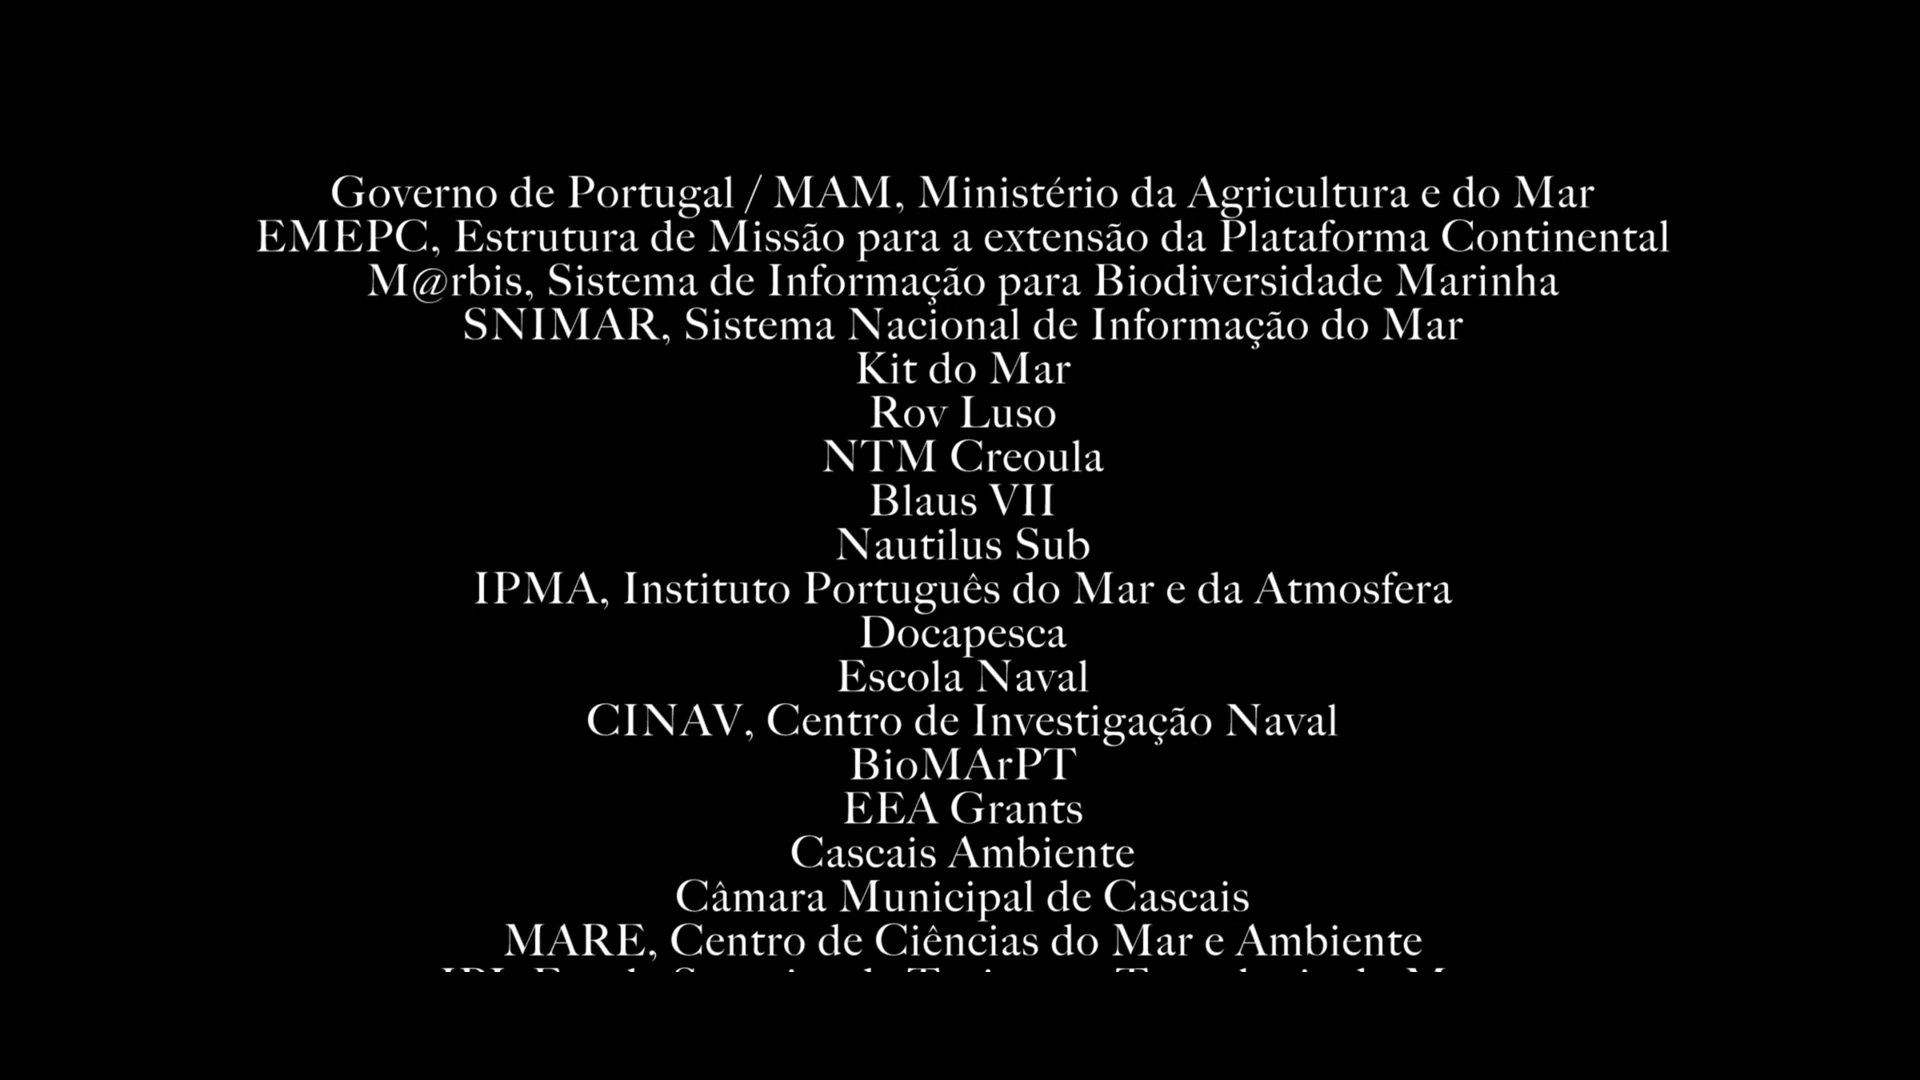 Governo de Portugal / MAM, Ministério da Agricultura e do Mar
EMEPC, Estrutura de Missão para a extensão da Plataforma Continental
M@rbis, Sistema de Informação para Biodiversidade Marinha
SNIMAR, Sistema Nacional de Informação do Mar
Kit do Mar
Rov Luso
NTM Creoula
Blaus VII
Nautilus Sub
IPMA, Instituto Português do Mar e da Atmosfera
Docapesca
Escola Naval
CINAV, Centro de Investigação Naval
BioMArPT
EEA Grants
Cascais Ambiente
Câmara Municipal de Cascais
MARE, Centro de Ciências do Mar e Ambiente